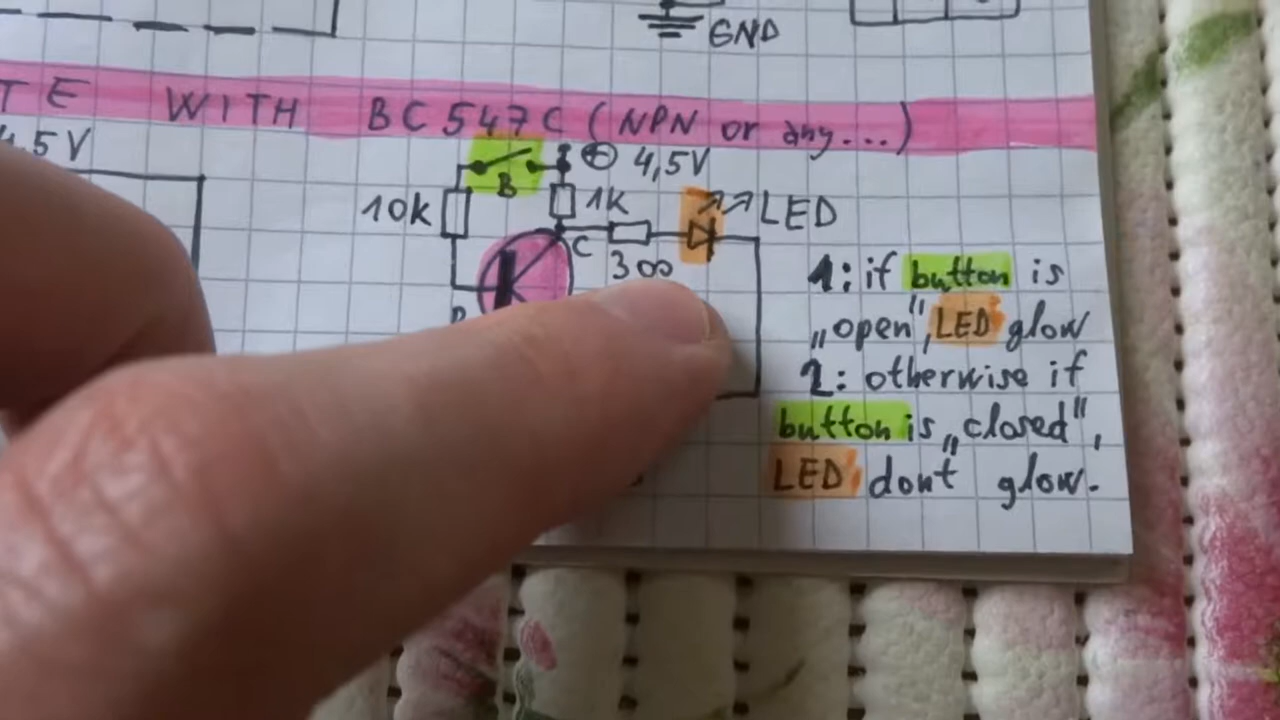 GND
TE WITH BC547C (NPN or any...)
4,5V
B
+ 4,5V
10k
1k
LED
C
300
1: if button is
„open", LED glow
2: otherwise if
button is „closed",
LED dont glow.